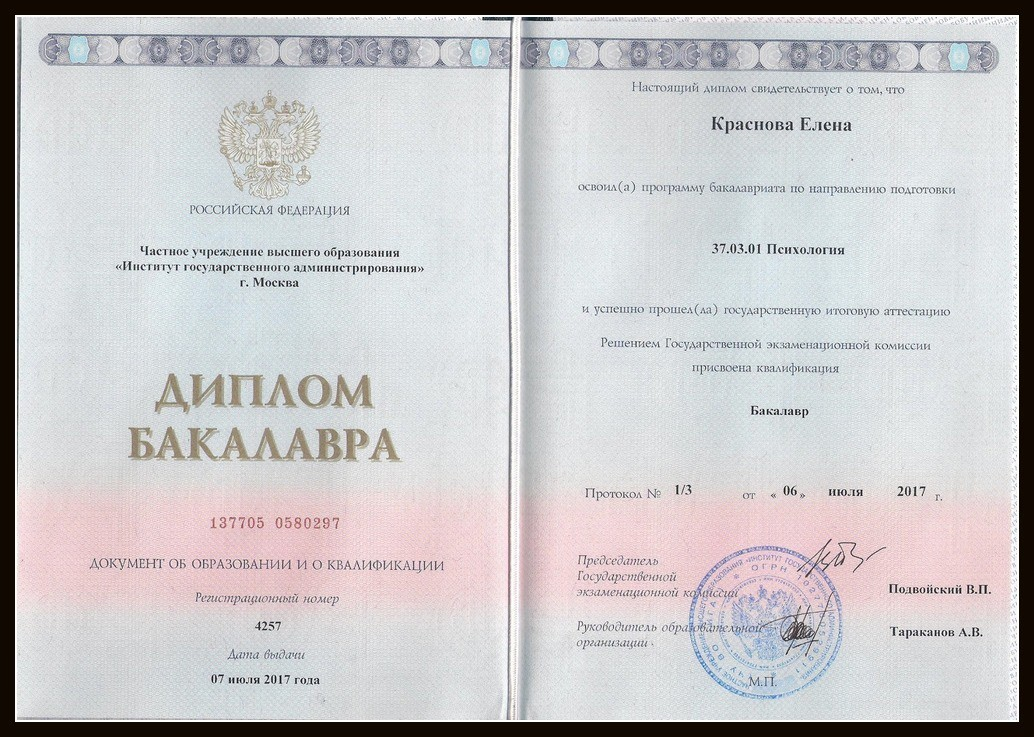 РОССИЙСКАЯ ФЕДЕРАЦИЯ
Частное учреждение высшего образования
«Институт государственного администрирования»
г. Москва
ДИПЛОМ
БАКАЛАВРА
137705 0580297
ДОКУМЕНТ ОБ ОБРАЗОВАНИИ И О КВАЛИФИКАЦИИ
Регистрационный номер
4257
Дата выдачи
07 июля 2017 года
Настоящий диплом свидетельствует о том, что
Краснова Елена
освоил(а) программу бакалавриата по направлению подготовки
37.03.01 Психология
и успешно прошел(ла) государственную итоговую аттестацию
Решением Государственной экзаменационной комиссии
присвоена квалификация
Бакалавр
Протокол № 1/3 от «06» июля 2017 г.
Председатель
Государственной
экзаменационной комиссии
Подвойский В.П.
Руководитель образовательной
организации
Тараканов А.В.
М.П.